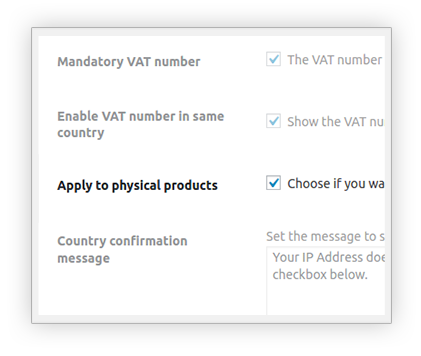 Mandatory VAT number
The VAT number
Enable VAT number in same
country
Show the VAT nu
Apply to physical products
Choose if you wa
Country confirmation
message
Set the message to s
Your IP Address doe
checkbox below.